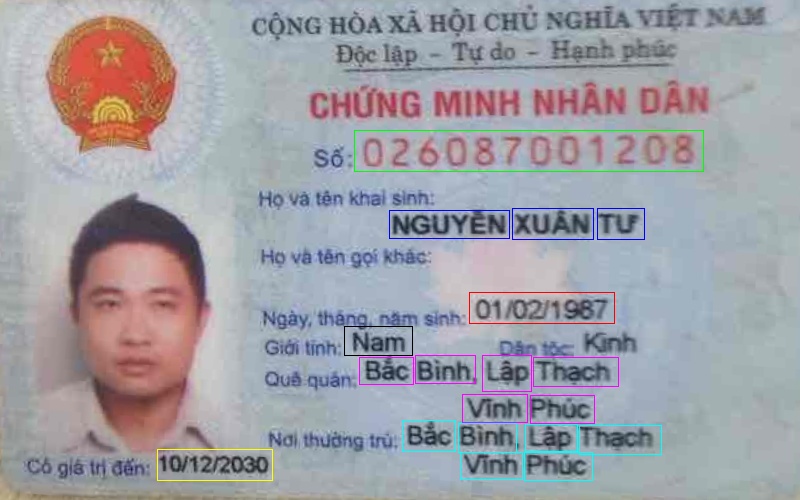 CỘNG HÒA XÃ HỘI CHỦ NGHĨA VIỆT NAM
Độc lập - Tự do - Hạnh phúc
CHỨNG MINH NHÂN DÂN
Số: 026087001208
Họ và tên khai sinh:
NGUYỄN XUÂN TƯ
Họ và tên gọi khác:
Ngày, tháng, năm sinh: 01/02/1987
Giới tính: Nam Dân tộc: Kinh
Quê quán: Bắc Bình, Lập Thạch
Vĩnh Phúc
Nơi thường trú: Bắc Bình, Lập Thạch
Vĩnh Phúc
Có giá trị đến: 10/12/2030